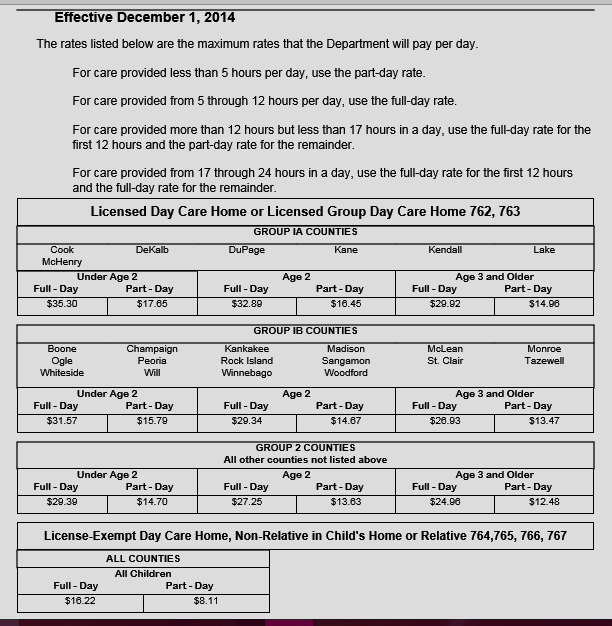 Effective December 1, 2014
The rates listed below are the maximum rates that the Department will pay per day.
For care provided less than 5 hours per day, use the part-day rate.
For care provided from 5 through 12 hours per day, use the full-day rate.
For care provided more than 12 hours but less than 17 hours in a day, use the full-day rate for the
first 12 hours and the part-day rate for the remainder.
For care provided from 17 through 24 hours in a day, use the full-day rate for the first 12 hours
and the full-day rate for the remainder.
Licensed Day Care Home or Licensed Group Day Care Home 762, 763
GROUP IA COUNTIES
Cook DeKalb DuPage Kane Kendall Lake
McHenry
Under Age 2 Age 2 Age 3 and Older
Full - Day Part - Day Full - Day Part - Day Full - Day Part - Day
$35.30 $17.65 $32.89 $16.45 $29.92 $14.96
GROUP IB COUNTIES
Boone Champaign Kankakee Madison McLean Monroe
Ogle Peoria Rock Island Sangamon St. Clair Tazewell
Whiteside Will Winnebago Woodford
Under Age 2 Age 2 Age 3 and Older
Full - Day Part - Day Full - Day Part - Day Full - Day Part - Day
$31.57 $15.79 $29.34 $14.67 $26.93 $13.47
GROUP 2 COUNTIES
All other counties not listed above
Under Age 2 Age 2 Age 3 and Older
Full - Day Part - Day Full - Day Part - Day Full - Day Part - Day
$29.39 $14.70 $27.25 $13.63 $24.96 $12.48
License-Exempt Day Care Home, Non-Relative in Child's Home or Relative 764,765, 766, 767
ALL COUNTIES
All Children
Full - Day Part - Day
$16.22 $8.11